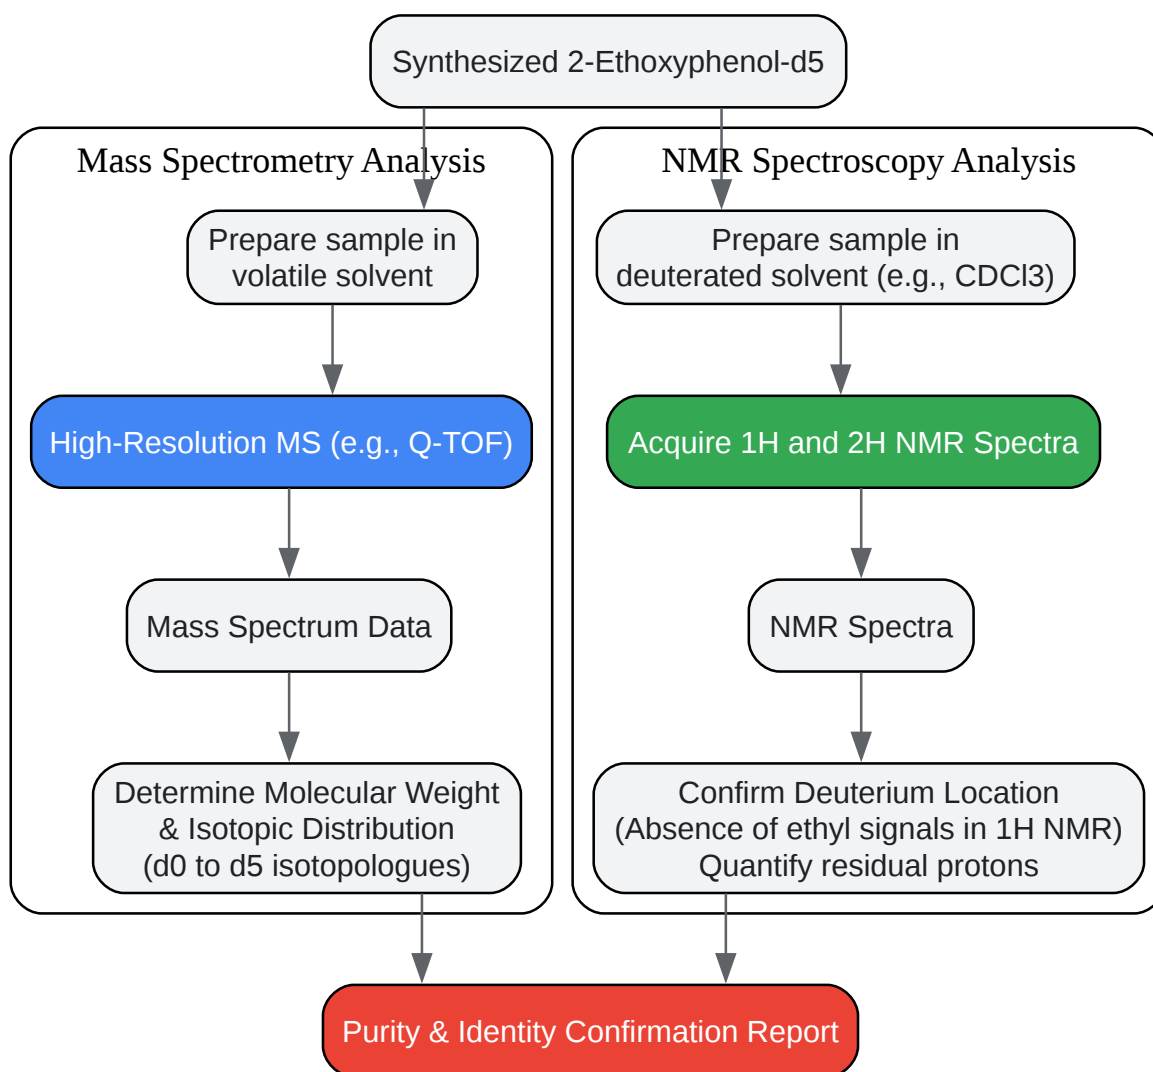 Synthesized 2-Ethoxyphenol-d5
Mass Spectrometry Analysis
Prepare sample in
volatile solvent
High-Resolution MS (e.g., Q-TOF)
Mass Spectrum Data
Determine Molecular Weight
& Isotopic Distribution
(d0 to d5 isotopologues)
NMR Spectroscopy Analysis
Prepare sample in
deuterated solvent (e.g., CDCl3)
Acquire 1H and 2H NMR Spectra
NMR Spectra
Confirm Deuterium Location
(Absence of ethyl signals in 1H NMR)
Quantify residual protons
Purity & Identity Confirmation Report